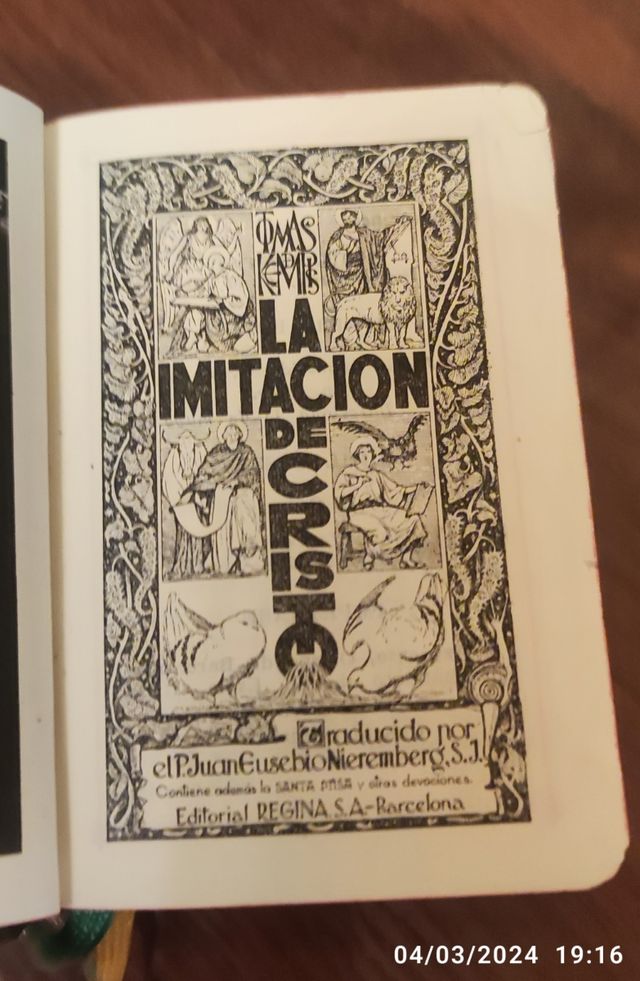 TOMAS
KEMPIS
LA
IMITACION
DE
CRISTO
Traducido por
el P. Juan Eusebio Nieremberg, S.J.
Contiene además la SANTA MISA y otras devociones.
Editorial REGINA, S.A.-Barcelona
04/03/2024 19:16